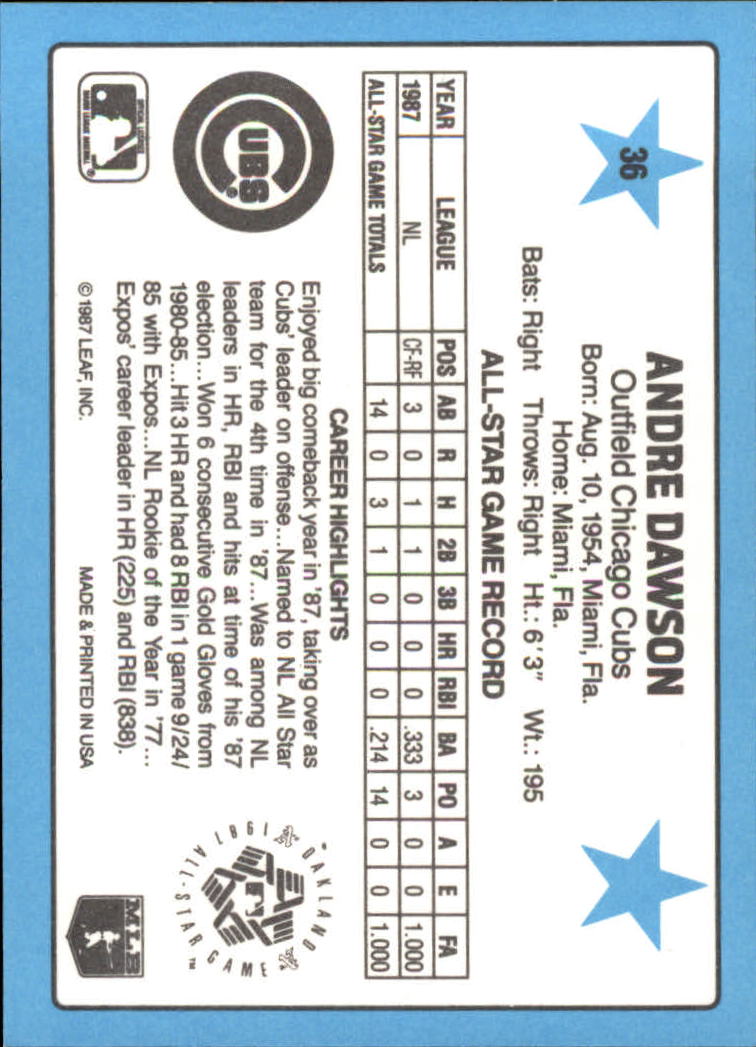 36
ANDRE DAWSON
Outfield Chicago Cubs
Born: Aug. 10, 1954, Miami, Fla.
Home: Miami, Fla.
Bats: Right Throws: Right Ht.: 6'3" Wt.: 195
ALL-STAR GAME RECORD
YEAR LEAGUE POS AB R H 2B 3B HR RBI BA PO A E FA
1987 NL CF-RF 3 0 1 1 0 0 0 .333 3 0 0 1.000
ALL-STAR GAME TOTALS 14 0 3 1 0 0 0 .214 14 0 0 1.000
CUBS®
CAREER HIGHLIGHTS
Enjoyed big comeback year in '87, taking over as
Cubs' leader on offense...Named to NL All Star
team for the 4th time in '87...Was among NL
leaders in HR, RBI and hits at time of his '87
election...Won 6 consecutive Gold Gloves from
1980-85...Hit 3 HR and had 8 RBI in 1 game 9/24/
85 with Expos...NL Rookie of the Year in '77...
Expos' career leader in HR (225) and RBI (838).
OAKLAND
1987 ALL-STAR GAME™
OFFICIAL LICENSEE
MAJOR LEAGUE BASEBALL®
© 1987 LEAF, INC.
MADE & PRINTED IN USA
MLB